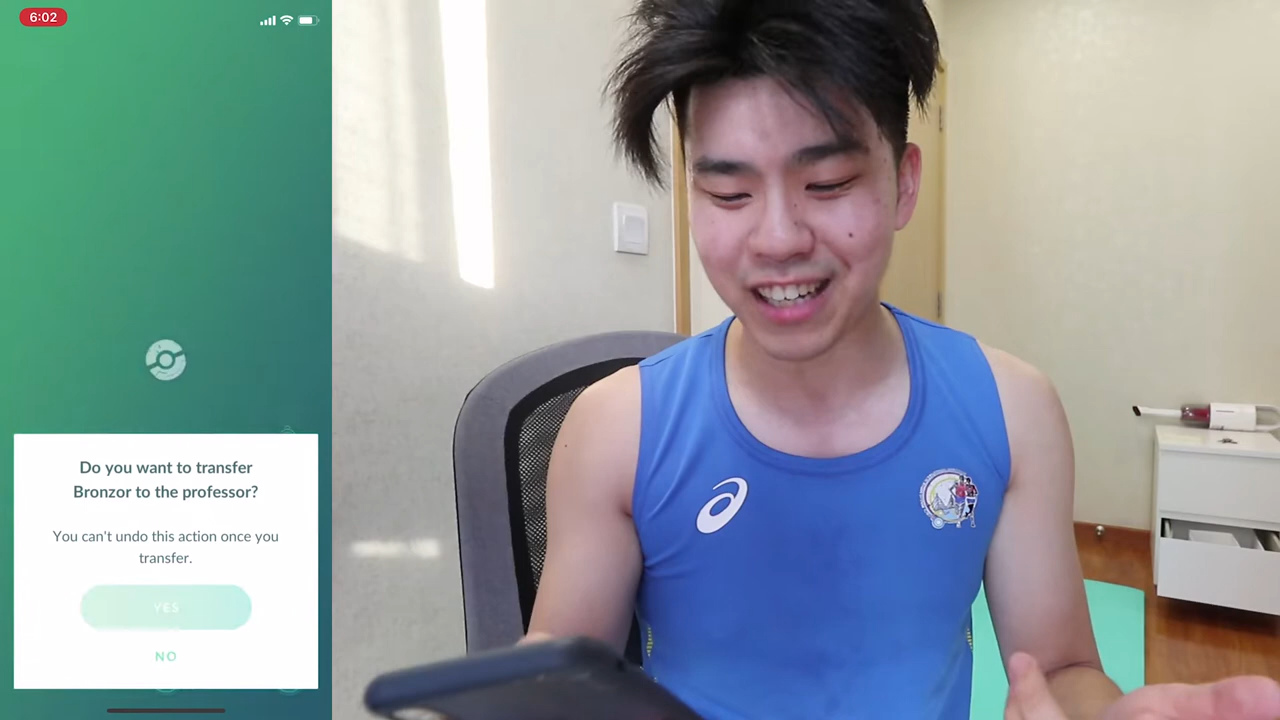 6:02
Do you want to transfer
Bronzor to the professor?
You can't undo this action once you
transfer.
YES
NO